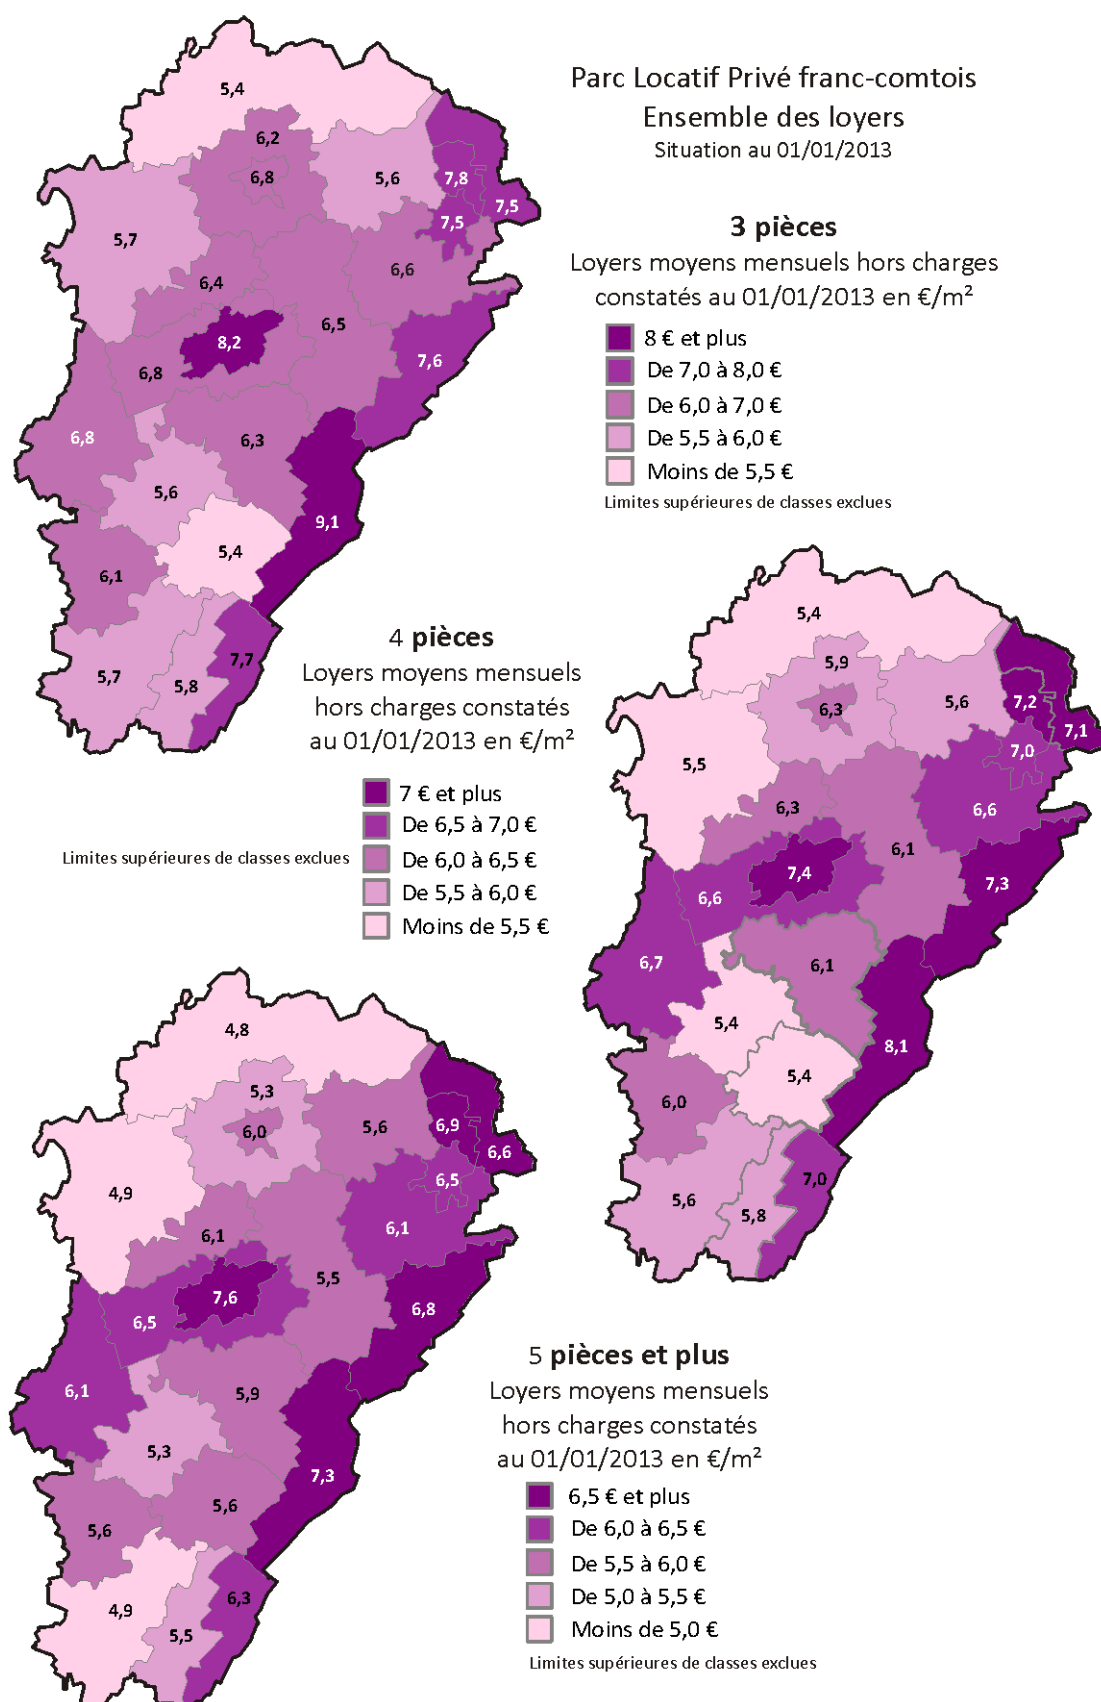 Parc Locatif Privé franc-comtois
Ensemble des loyers
Situation au 01/01/2013
3 pièces
Loyers moyens mensuels hors charges
constatés au 01/01/2013 en €/m²
8 € et plus
De 7,0 à 8,0 €
De 6,0 à 7,0 €
De 5,5 à 6,0 €
Moins de 5,5 €
Limites supérieures de classes exclues
5,4
6,2
6,8
5,6
7,8
7,5
7,5
5,7
6,4
6,6
6,5
8,2
6,8
7,6
6,8
6,3
5,6
9,1
5,4
6,1
5,7
5,8
7,7
4 pièces
Loyers moyens mensuels
hors charges constatés
au 01/01/2013 en €/m²
7 € et plus
De 6,5 à 7,0 €
Limites supérieures de classes exclues
De 6,0 à 6,5 €
De 5,5 à 6,0 €
Moins de 5,5 €
5,4
5,9
6,3
5,6
7,2
7,1
7,0
5,5
6,3
6,6
6,1
7,4
6,6
7,3
6,7
6,1
5,4
8,1
5,4
6,0
5,6
5,8
7,0
5 pièces et plus
Loyers moyens mensuels
hors charges constatés
au 01/01/2013 en €/m²
6,5 € et plus
De 6,0 à 6,5 €
De 5,5 à 6,0 €
De 5,0 à 5,5 €
Moins de 5,0 €
Limites supérieures de classes exclues
4,8
5,3
6,0
5,6
6,9
6,6
6,5
4,9
6,1
6,1
5,5
7,6
6,5
6,8
6,1
5,9
5,3
7,3
5,6
5,6
4,9
5,5
6,3